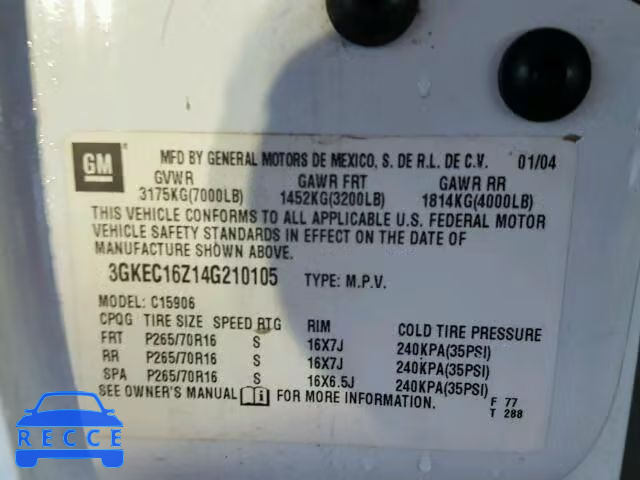 GM
MFD BY GENERAL MOTORS DE MEXICO, S. DE R.L. DE C.V. 01/04
GVWR GAWR FRT GAWR RR
3175KG(7000LB) 1452KG(3200LB) 1814KG(4000LB)
THIS VEHICLE CONFORMS TO ALL APPLICABLE U.S. FEDERAL MOTOR
VEHICLE SAFETY STANDARDS IN EFFECT ON THE DATE OF
MANUFACTURE SHOWN ABOVE.
3GKEC16Z14G210105 TYPE: M.P.V.
MODEL: C15906
CPQG TIRE SIZE SPEED RTG RIM COLD TIRE PRESSURE
FRT P265/70R16 S 16X7J 240KPA(35PSI)
RR P265/70R16 S 16X7J 240KPA(35PSI)
SPA P265/70R16 S 16X6.5J 240KPA(35PSI)
SEE OWNER'S MANUAL FOR MORE INFORMATION.
F 77
T 288
RECCE